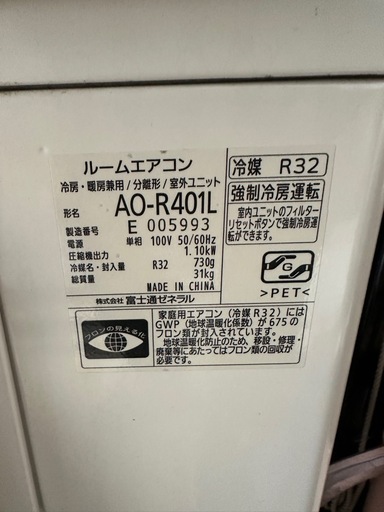 ルームエアコン
冷房・暖房兼用/分離形/室外ユニット
形名 AO-R401L
製造番号 E 005993
電源 単相 100V 50/60Hz
圧縮機出力 1.10kW
冷媒名・封入量 R32 730g
総質量 31kg
MADE IN CHINA
株式会社 富士通ゼネラル
冷媒 R32
強制冷房運転
室内ユニットのフィルター
リセットボタンで強制冷房運
転ができます。
G
>PET<
フロンの見える化
家庭用エアコン(冷媒R32)には
GWP(地球温暖化係数)が675の
フロン類が封入されています。
地球温暖化防止のため、移設・修理・
廃棄等にあたってはフロン類の回収が
必要です。